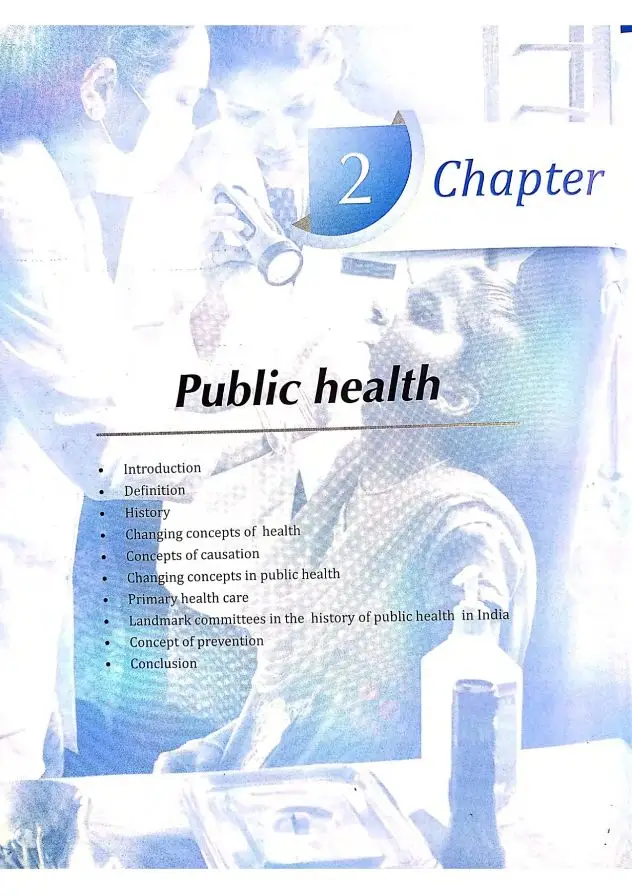 2
Chapter
Public health
• Introduction
• Definition
• History
• Changing concepts of health
• Concepts of causation
• Changing concepts in public health
• Primary health care
• Landmark committees in the history of public health in India
• Concept of prevention
• Conclusion